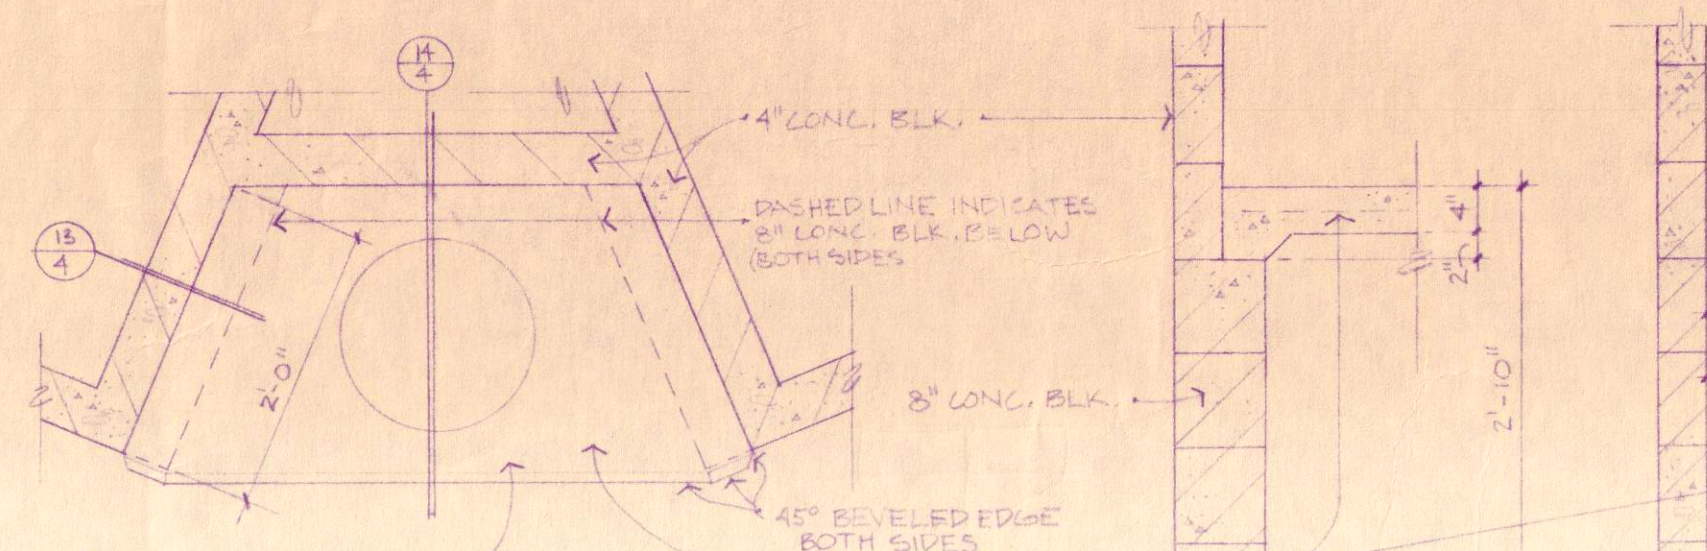 14
4
4" CONC. BLK.
DASHED LINE INDICATES
8" CONC. BLK. BELOW
(BOTH SIDES
13
4
2'-0"
4"
2"
2'-10"
8" CONC. BLK.
45° BEVELED EDGE
BOTH SIDES